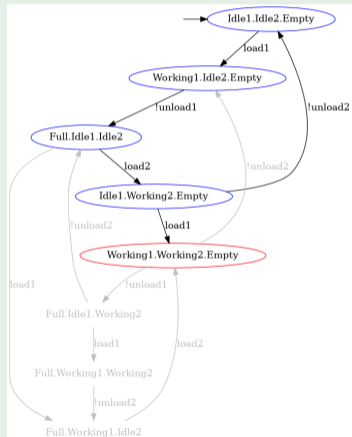 Idle1.Idle2.Empty
load1
Working1.Idle2.Empty
!unload1
!unload2
Full.Idle1.Idle2
load2
!unload2
Idle1.Working2.Empty
load1
!unload2
Working1.Working2.Empty
load1
!unload1
Full.Idle1.Working2
load1
load2
Full.Working1.Working2
!unload2
Full.Working1.Idle2